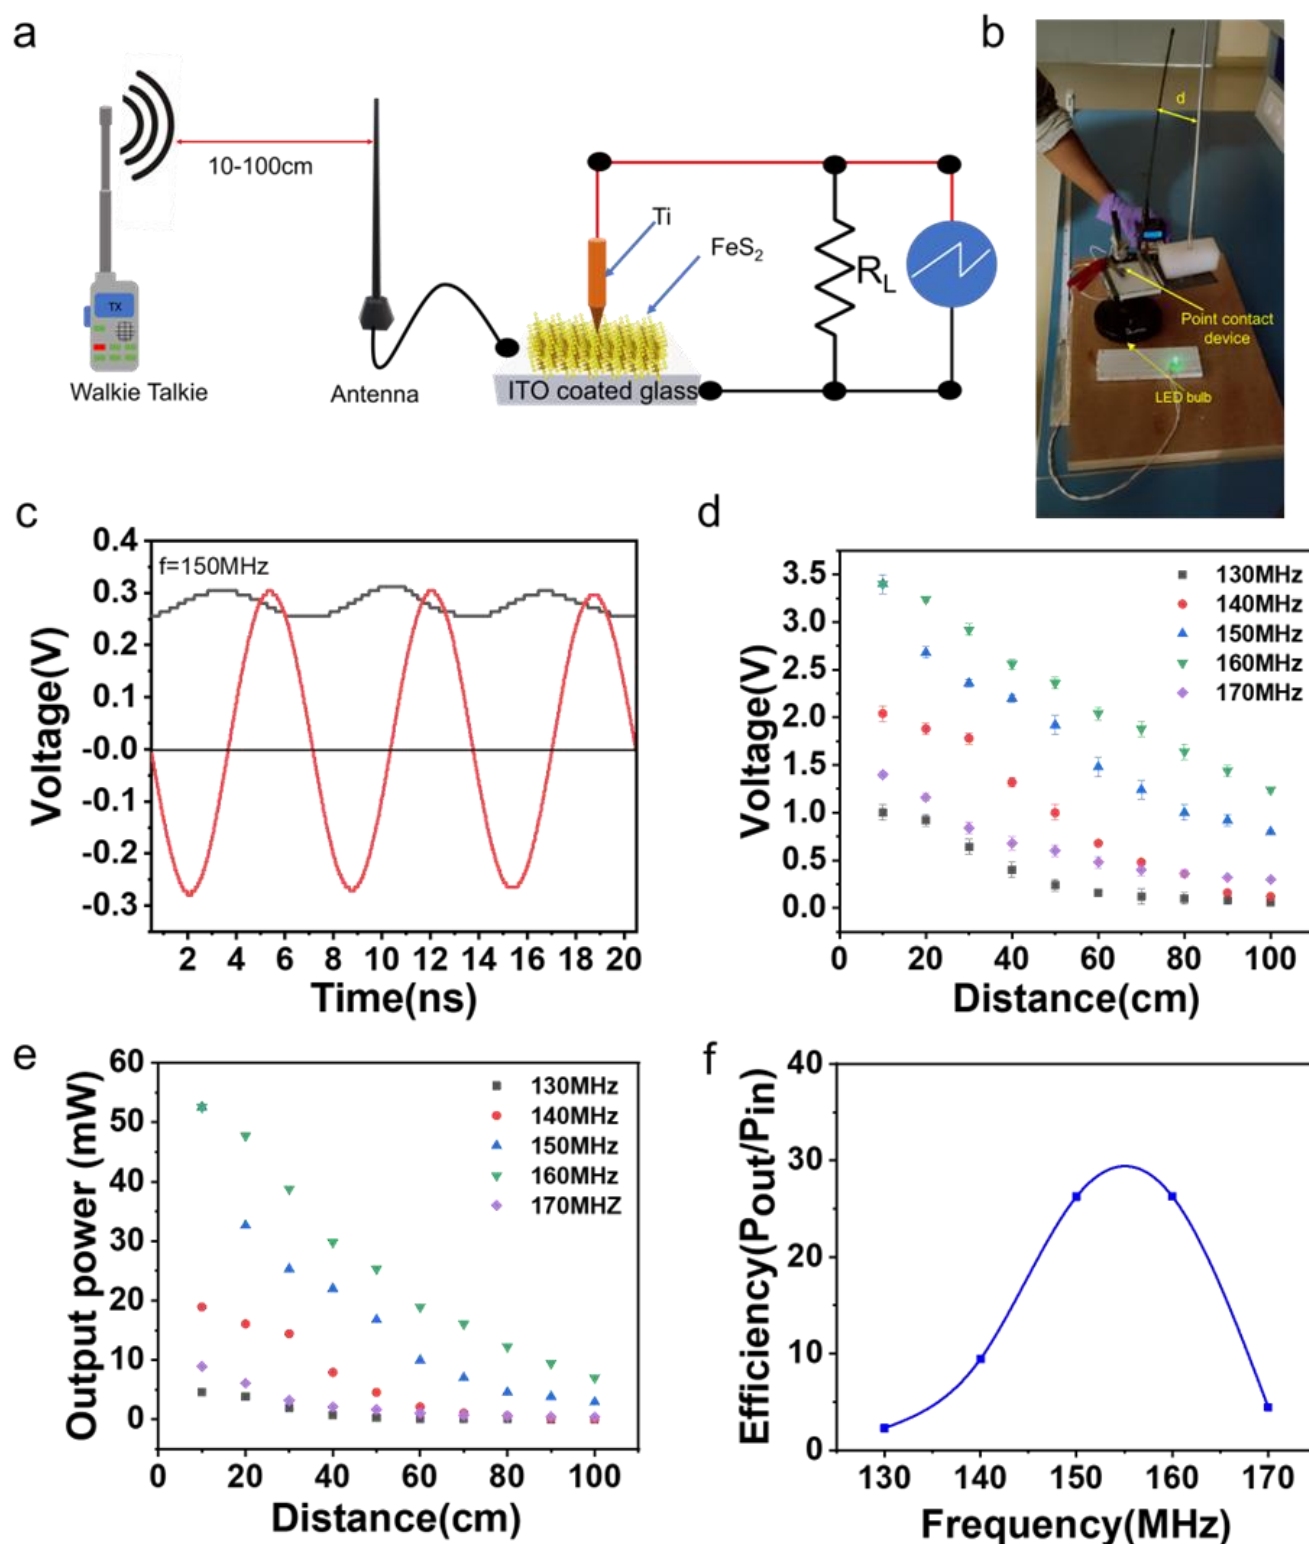 a
10-100cm
TX
Walkie Talkie
Antenna
Ti
FeS₂
ITO coated glass
R_L
b
d
Point contact
device
LED bulb
c
f=150MHz
0.4
0.3
0.2
0.1
-0.0
-0.1
-0.2
-0.3
Voltage(V)
2 4 6 8 10 12 14 16 18 20
Time(ns)
d
130MHz
140MHz
150MHz
160MHz
170MHz
3.5
3.0
2.5
2.0
1.5
1.0
0.5
0.0
Voltage(V)
0 20 40 60 80 100
Distance(cm)
e
130MHz
140MHz
150MHz
160MHz
170MHZ
60
50
40
30
20
10
0
Output power (mW)
0 20 40 60 80 100
Distance(cm)
f
40
30
20
10
0
Efficiency(Pout/Pin)
130 140 150 160 170
Frequency(MHz)